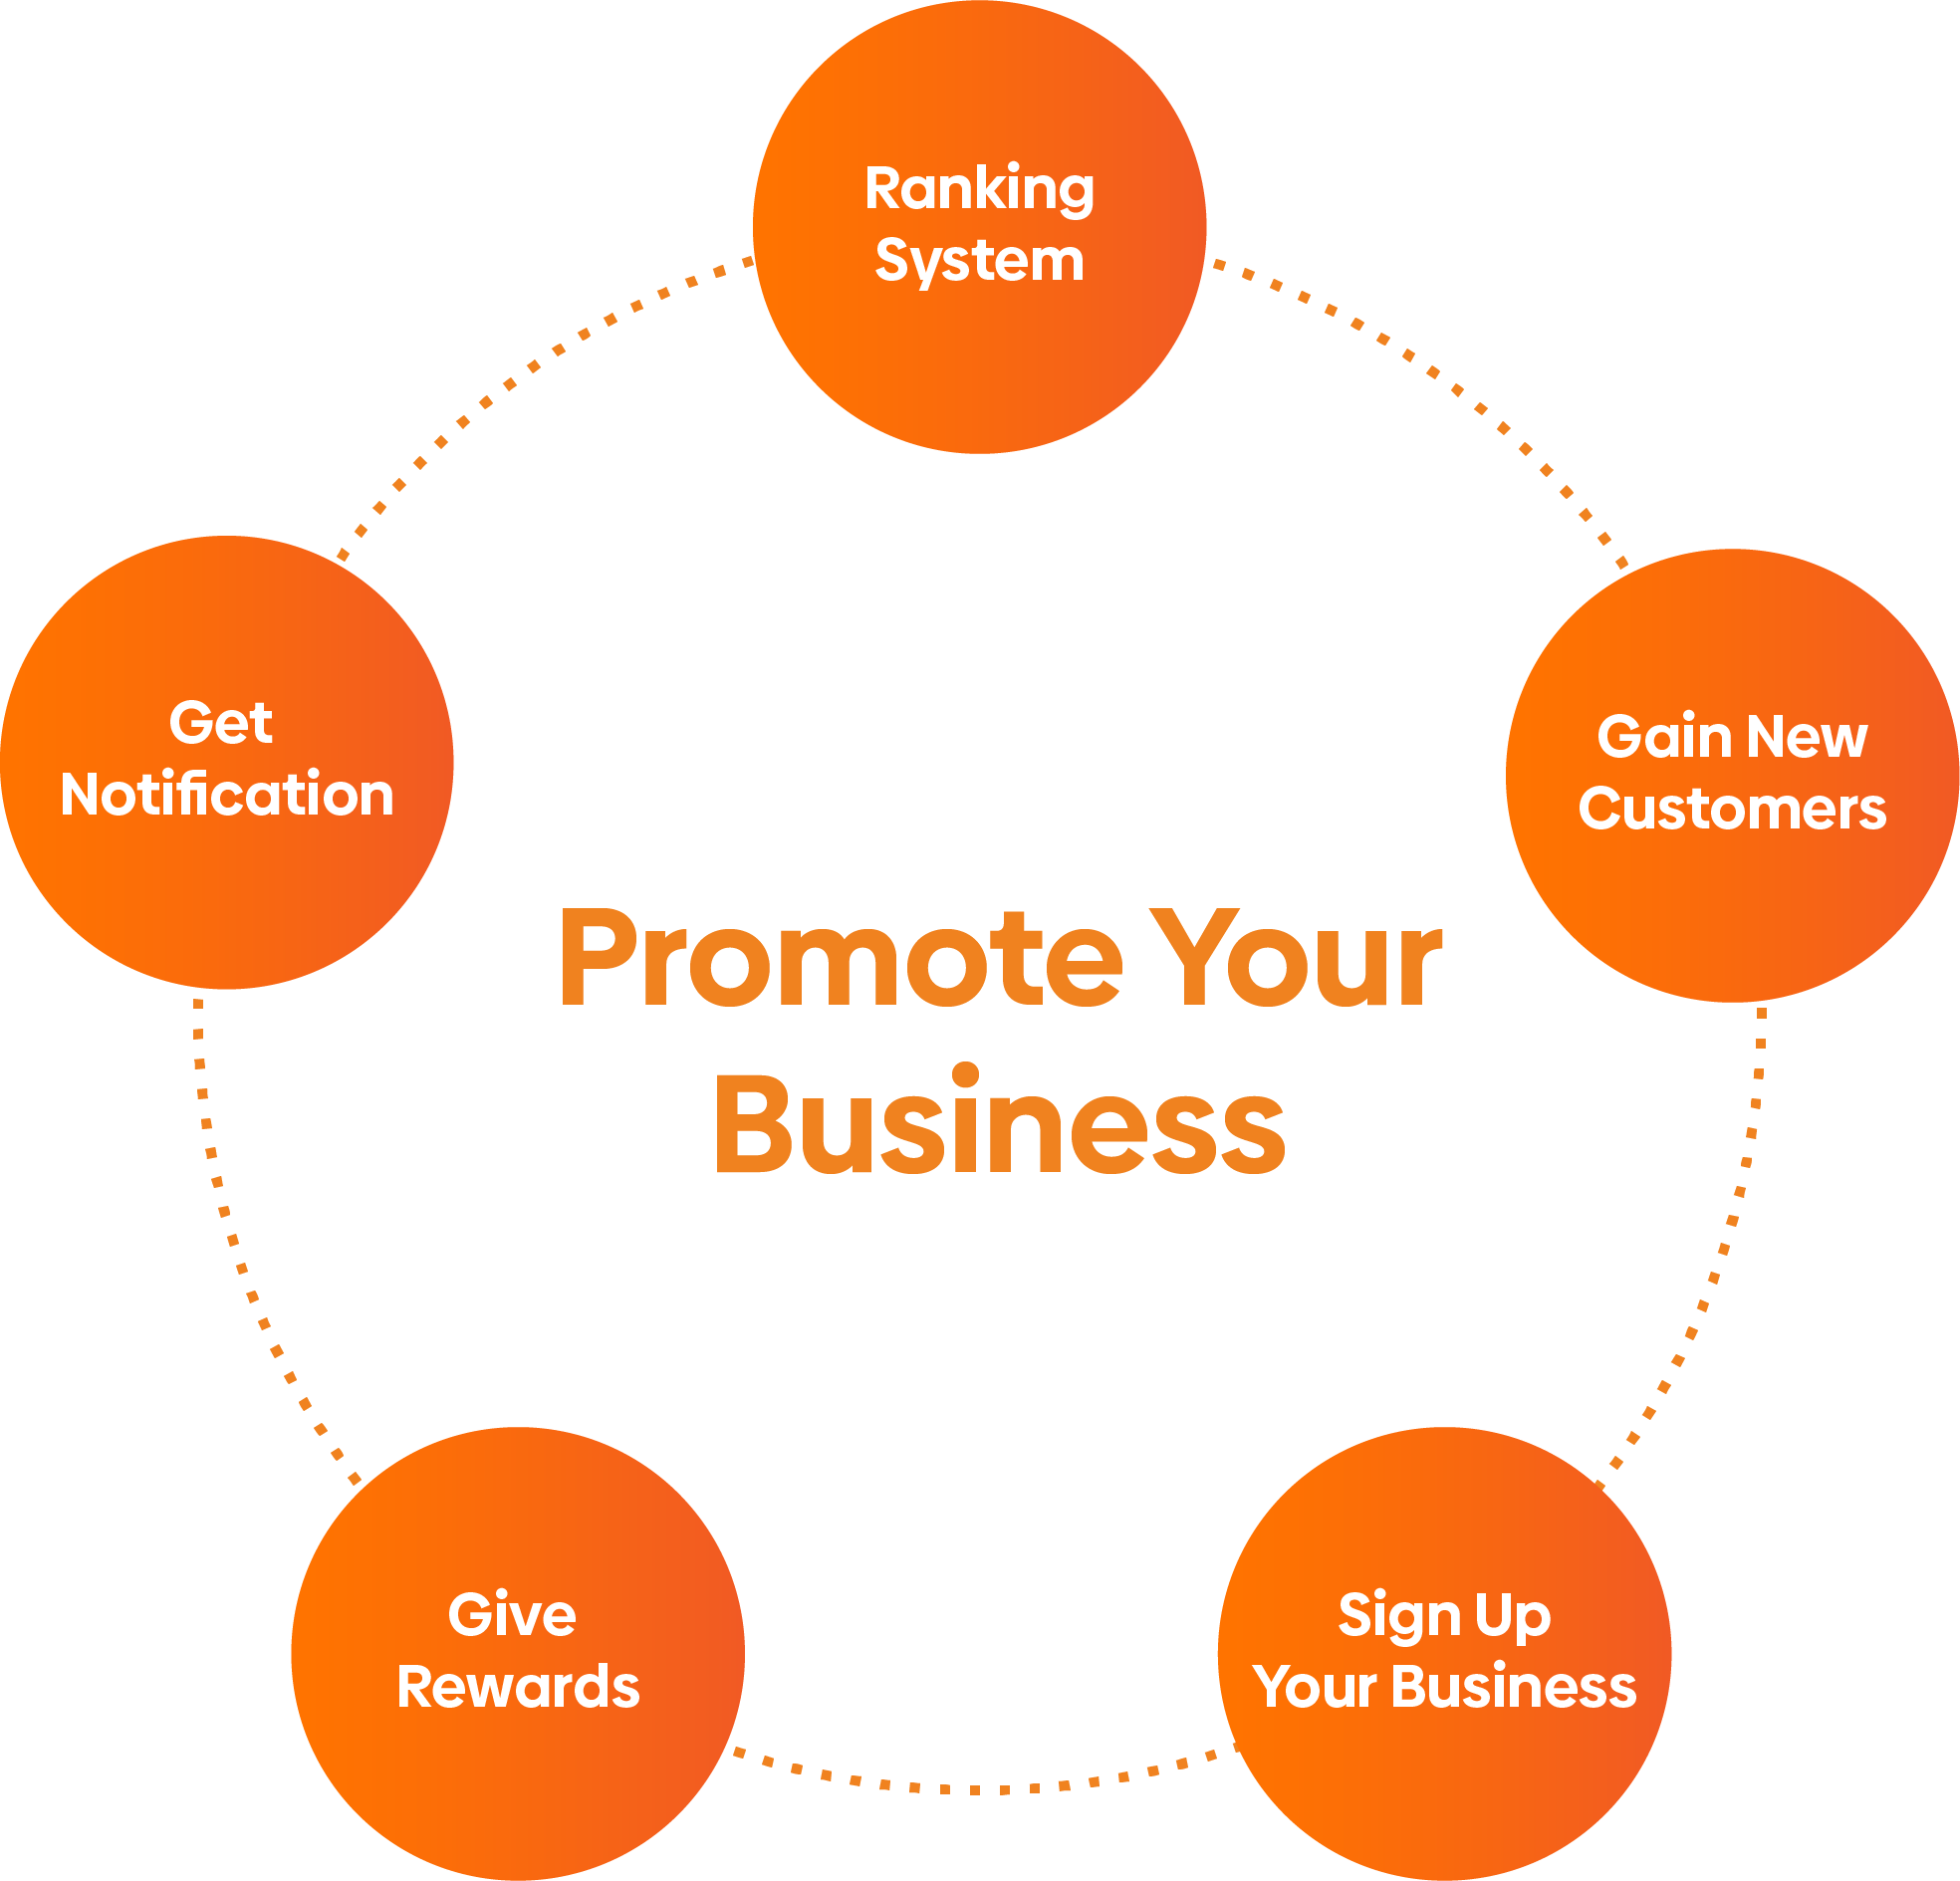 Ranking
System
Get
Notification
Gain New
Customers
Promote Your
Business
Give
Rewards
Sign Up
Your Business